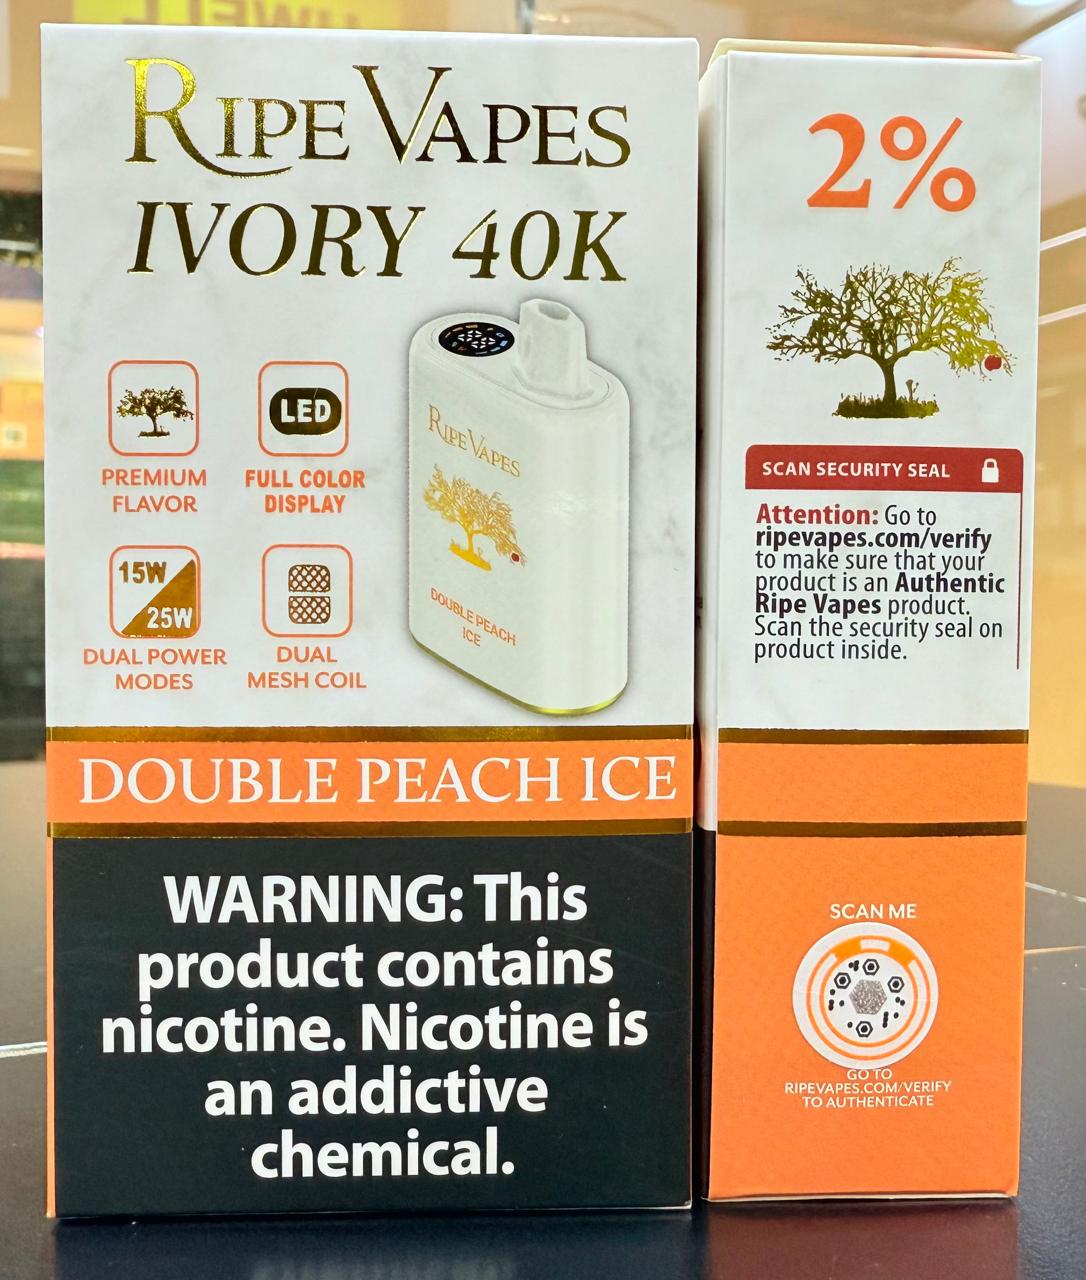 RIPE VAPES
IVORY 40K
LED
PREMIUM
FLAVOR
FULL COLOR
DISPLAY
15W
25W
DUAL POWER
MODES
DUAL
MESH COIL
RIPE VAPES
DOUBLE PEACH
ICE
DOUBLE PEACH ICE
WARNING: This
product contains
nicotine. Nicotine is
an addictive
chemical.
2%
SCAN SECURITY SEAL
Attention: Go to
ripevapes.com/verify
to make sure that your
product is an Authentic
Ripe Vapes product.
Scan the security seal on
product inside.
SCAN ME
GO TO
RIPEVAPES.COM/VERIFY
TO AUTHENTICATE